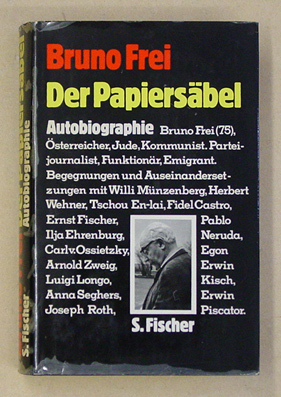 Bruno Frei
Der Papiersäbel
Autobiographie Bruno Frei (75),
Österreicher, Jude, Kommunist. Partei-
journalist, Funktionär, Emigrant.
Begegnungen und Auseinanderset-
zungen mit Willi Münzenberg, Herbert
Wehner, Tschou En-lai, Fidel Castro,
Ernst Fischer, Pablo
Ilja Ehrenburg, Neruda,
Carl v. Ossietzky, Egon
Arnold Zweig, Erwin
Luigi Longo, Kisch,
Anna Seghers, Erwin
Joseph Roth, Piscator.
S. Fischer
Autobiographie
S. Fischer